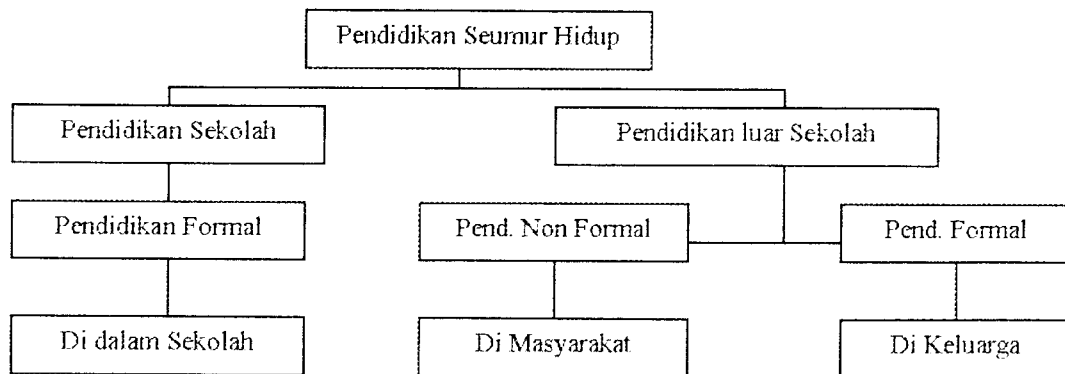 Pendidikan Seumur Hidup
Pendidikan Sekolah
Pendidikan luar Sekolah
Pendidikan Formal
Pend. Non Formal
Pend. Formal
Di dalam Sekolah
Di Masyarakat
Di Keluarga